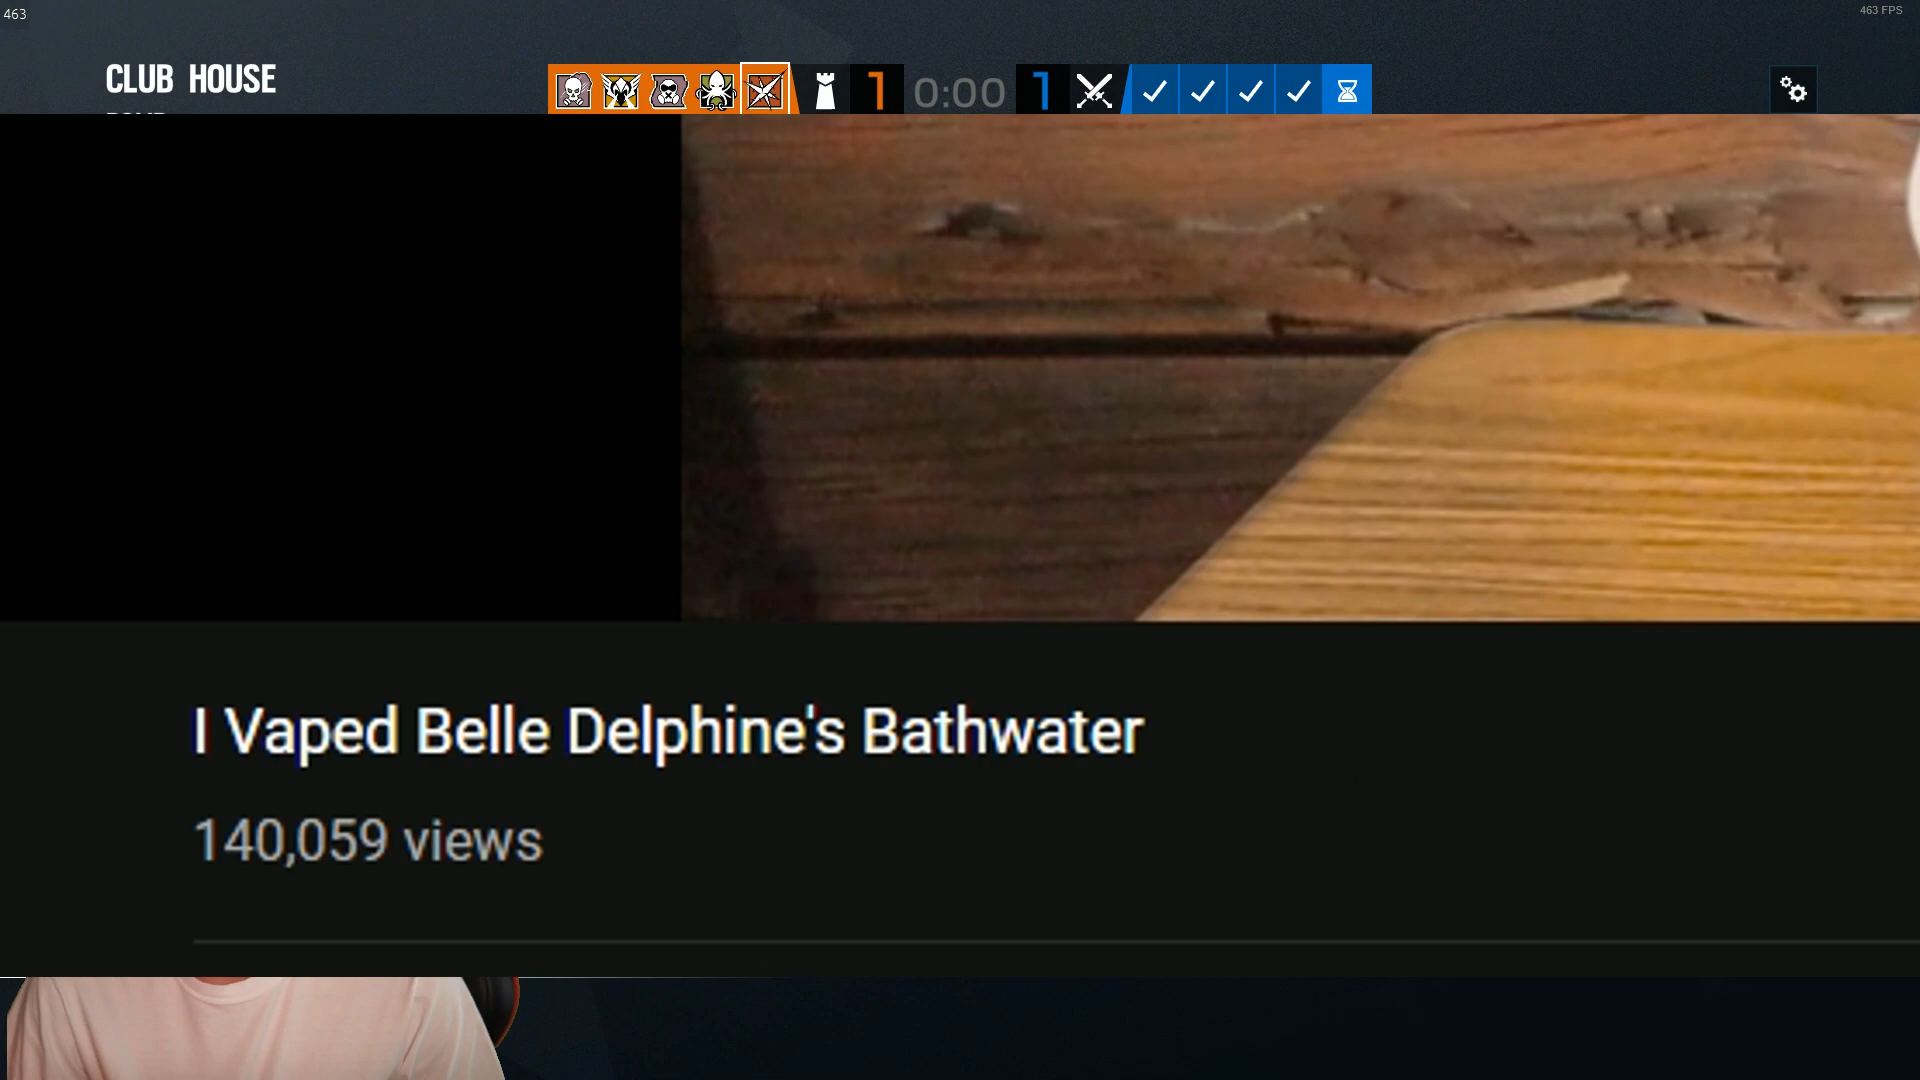 463
463 FPS
CLUB HOUSE
1 0:00 1
I Vaped Belle Delphine's Bathwater
140,059 views